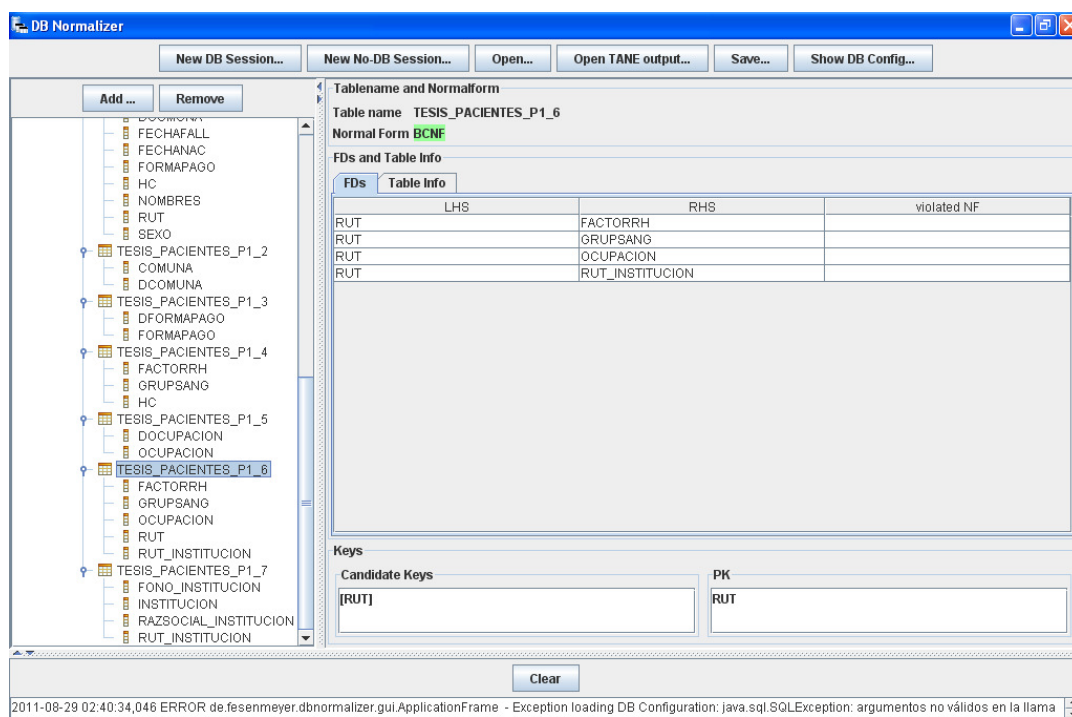 DB Normalizer
New DB Session...
New No-DB Session...
Open...
Open TANE output...
Save...
Show DB Config...
Add ...
Remove
DCOMUNA
FECHAFALL
FECHANAC
FORMAPAGO
HC
NOMBRES
RUT
SEXO
TESIS_PACIENTES_P1_2
COMUNA
DCOMUNA
TESIS_PACIENTES_P1_3
DFORMAPAGO
FORMAPAGO
TESIS_PACIENTES_P1_4
FACTORRH
GRUPSANG
HC
TESIS_PACIENTES_P1_5
DOCUPACION
OCUPACION
TESIS_PACIENTES_P1_6
FACTORRH
GRUPSANG
OCUPACION
RUT
RUT_INSTITUCION
TESIS_PACIENTES_P1_7
FONO_INSTITUCION
INSTITUCION
RAZSOCIAL_INSTITUCION
RUT_INSTITUCION
Tablename and Normalform
Table name TESIS_PACIENTES_P1_6
Normal Form BCNF
FDs and Table Info
FDs Table Info
LHS RHS violated NF
RUT FACTORRH
RUT GRUPSANG
RUT OCUPACION
RUT RUT_INSTITUCION
Keys
Candidate Keys
[RUT]
PK
RUT
Clear
2011-08-29 02:40:34,046 ERROR de.fesenmeyer.dbnormalizer.gui.ApplicationFrame - Exception loading DB Configuration: java.sql.SQLException: argumentos no válidos en la llama